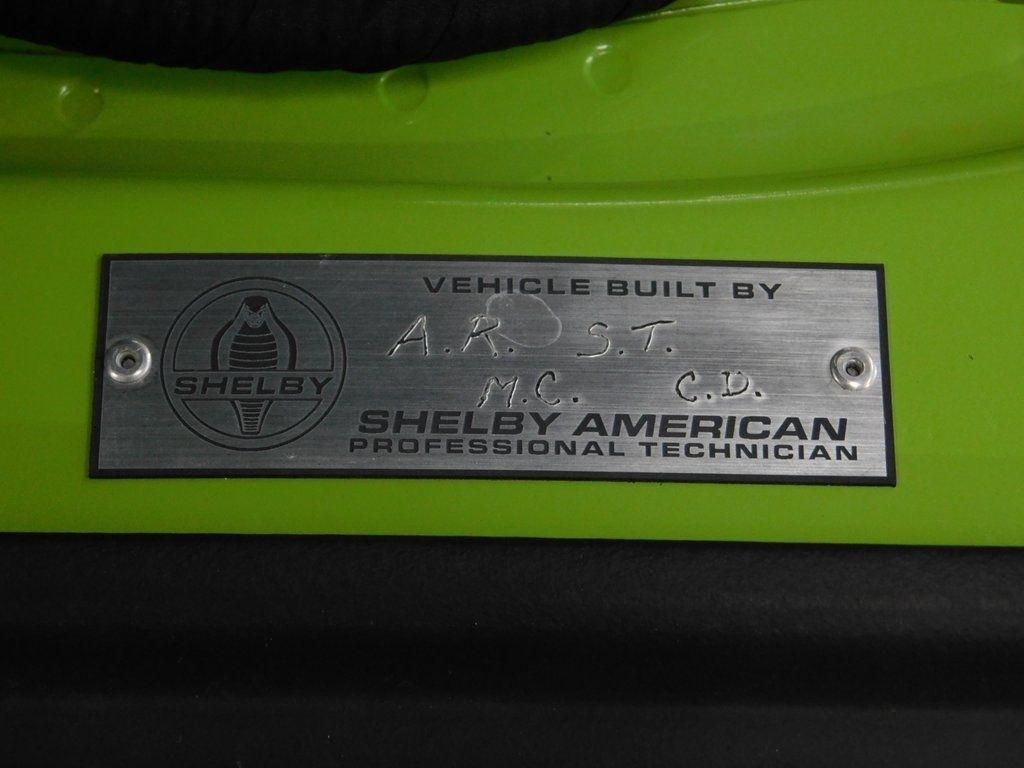 VEHICLE BUILT BY
A.R. S.T.
M.C. C.D.
SHELBY
SHELBY AMERICAN
PROFESSIONAL TECHNICIAN